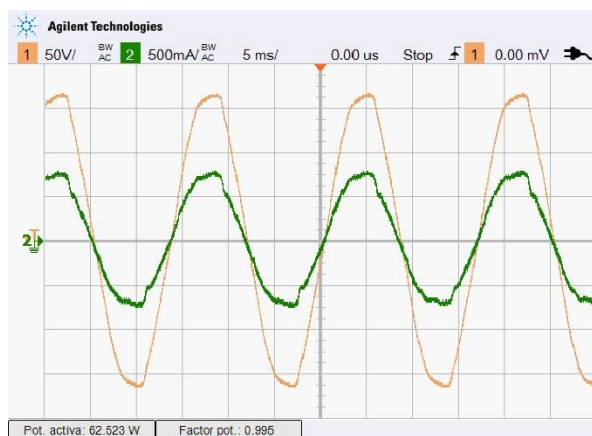 Agilent Technologies
1 50V/ BW AC 2 500mA/ BW AC 5 ms/ 0.00 us Stop 1 0.00 mV
2
Pot. activa: 62.523 W Factor pot.: 0.995